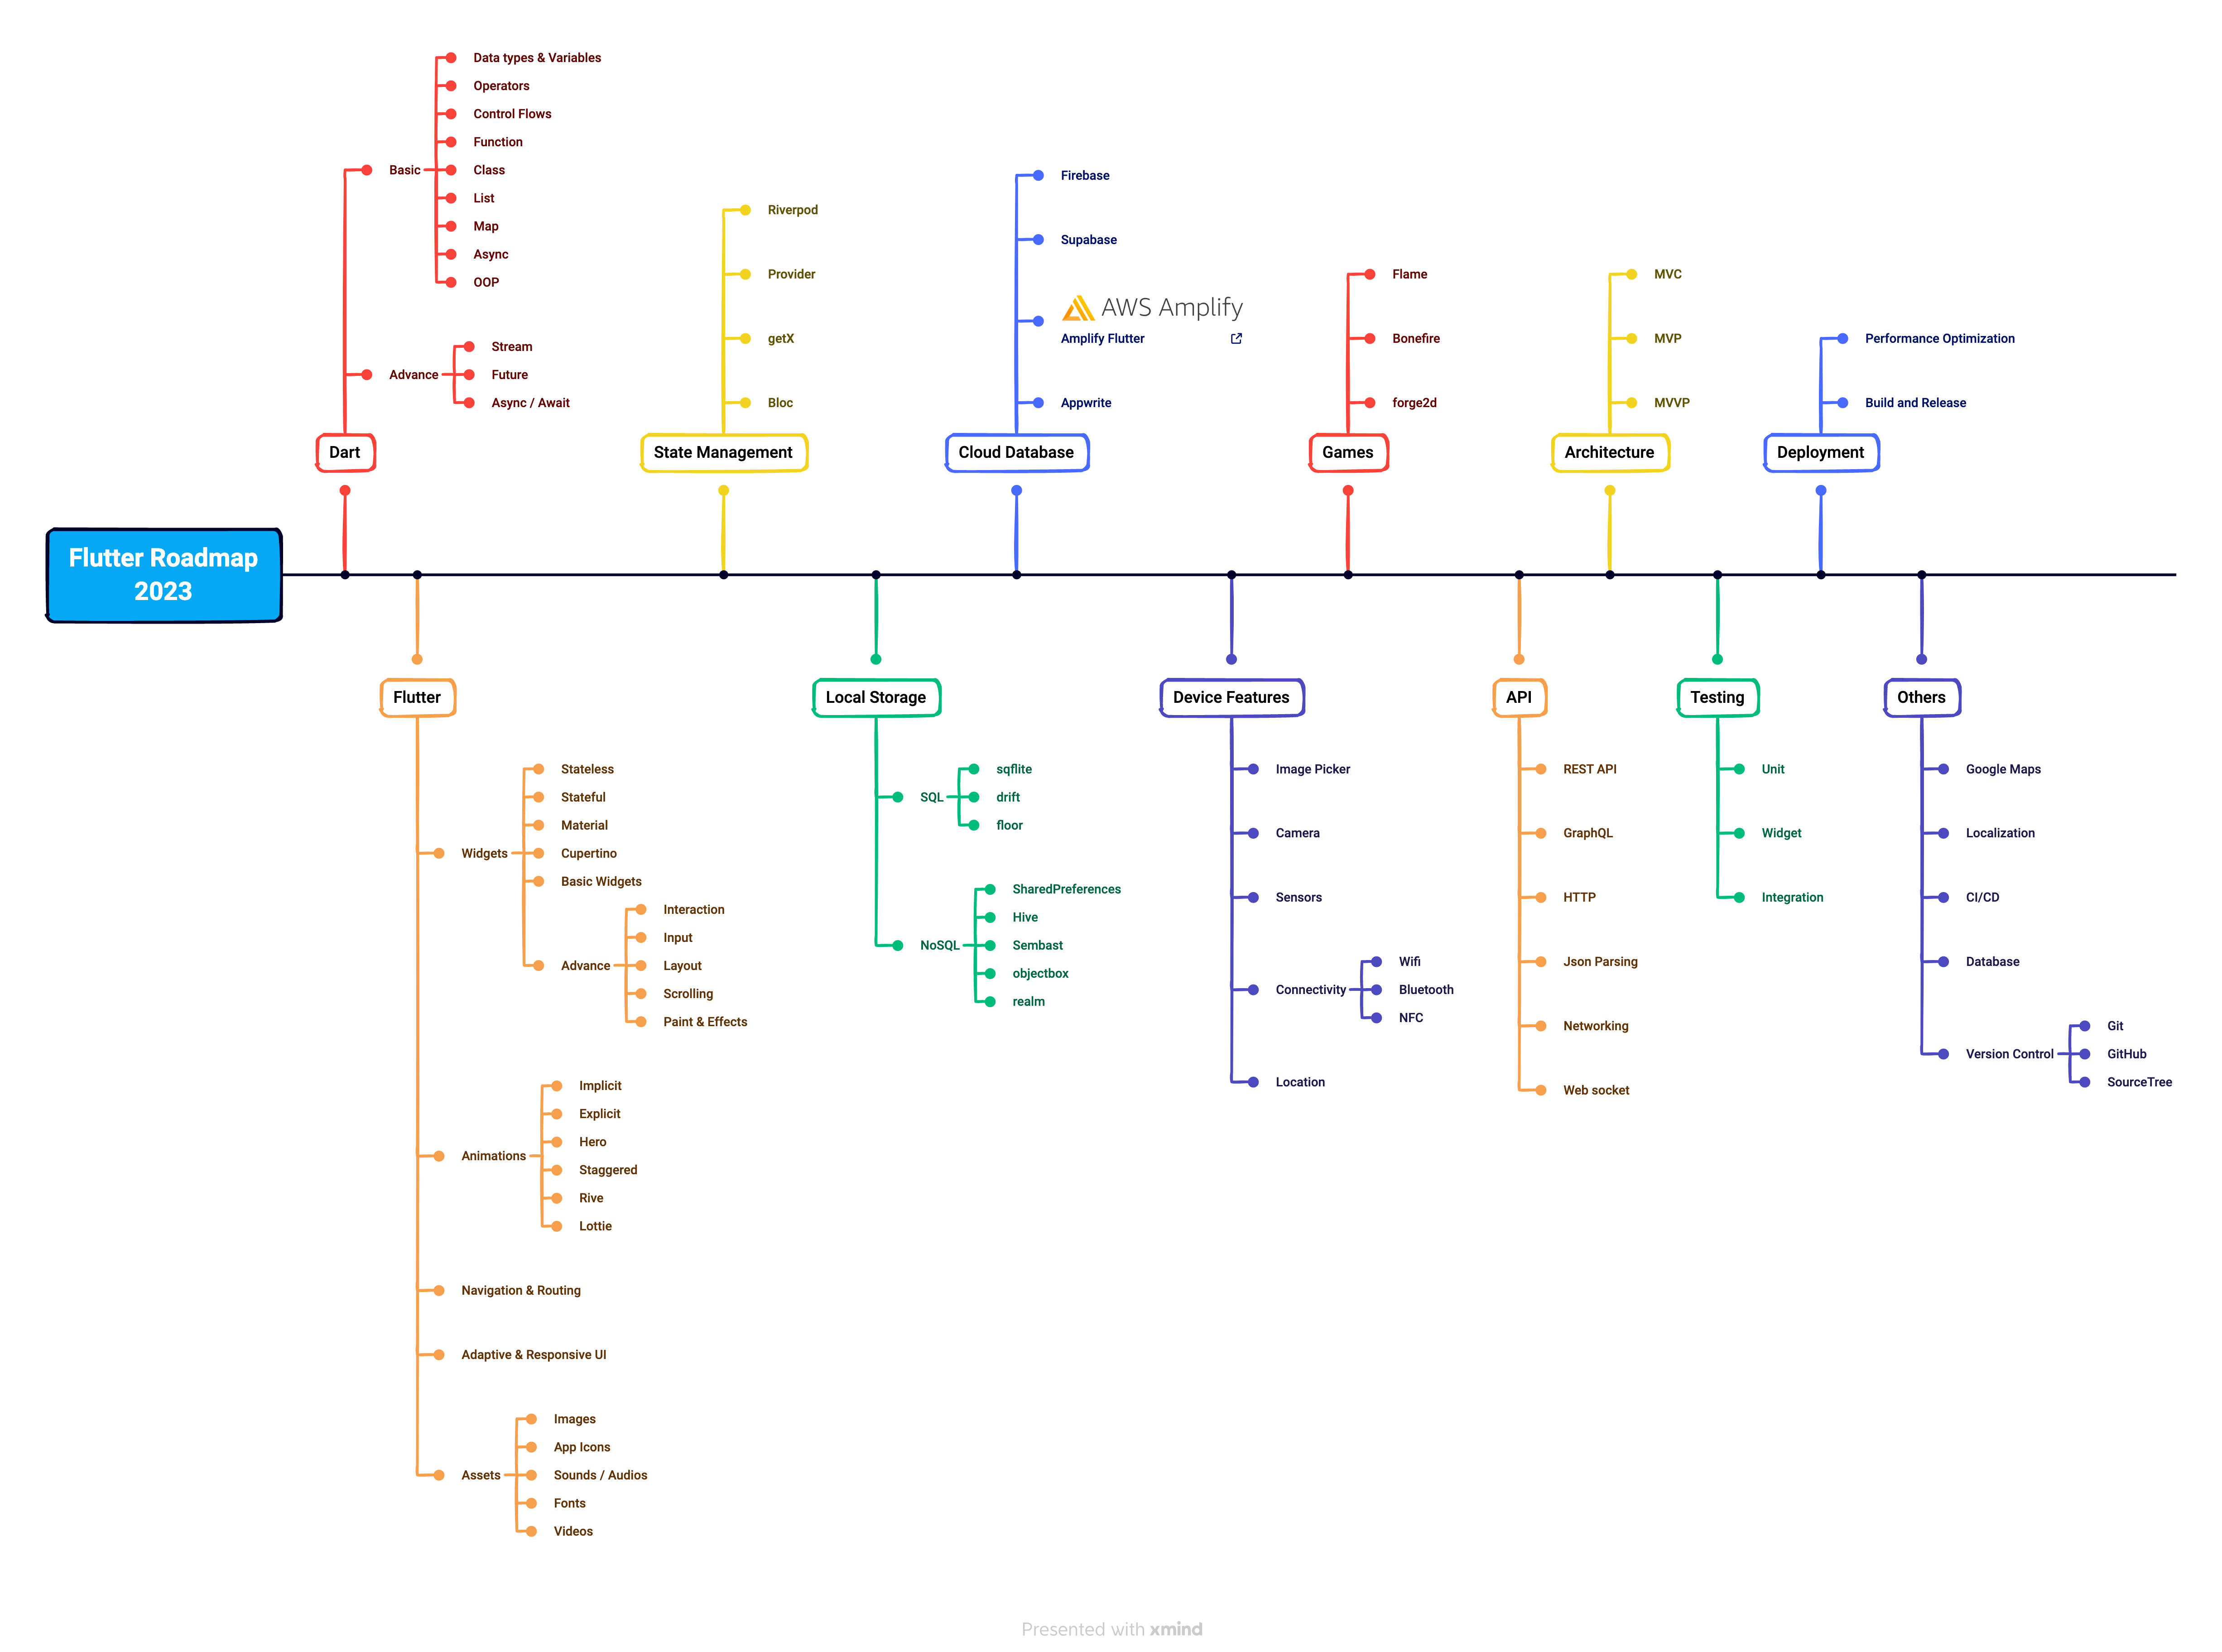 Flutter Roadmap
2023
Dart
Basic
Data types & Variables
Operators
Control Flows
Function
Class
List
Map
Async
OOP
Advance
Stream
Future
Async / Await
Flutter
Widgets
Stateless
Stateful
Material
Cupertino
Basic Widgets
Advance
Interaction
Input
Layout
Scrolling
Paint & Effects
Animations
Implicit
Explicit
Hero
Staggered
Rive
Lottie
Navigation & Routing
Adaptive & Responsive UI
Assets
Images
App Icons
Sounds / Audios
Fonts
Videos
State Management
Riverpod
Provider
getX
Bloc
Local Storage
SQL
sqflite
drift
floor
NoSQL
SharedPreferences
Hive
Sembast
objectbox
realm
Cloud Database
Firebase
Supabase
AWS Amplify
Amplify Flutter
Appwrite
Device Features
Image Picker
Camera
Sensors
Connectivity
Wifi
Bluetooth
NFC
Location
Games
Flame
Bonefire
forge2d
API
REST API
GraphQL
HTTP
Json Parsing
Networking
Web socket
Architecture
MVC
MVP
MVVP
Testing
Unit
Widget
Integration
Deployment
Performance Optimization
Build and Release
Others
Google Maps
Localization
CI/CD
Database
Version Control
Git
GitHub
SourceTree
Presented with xmind